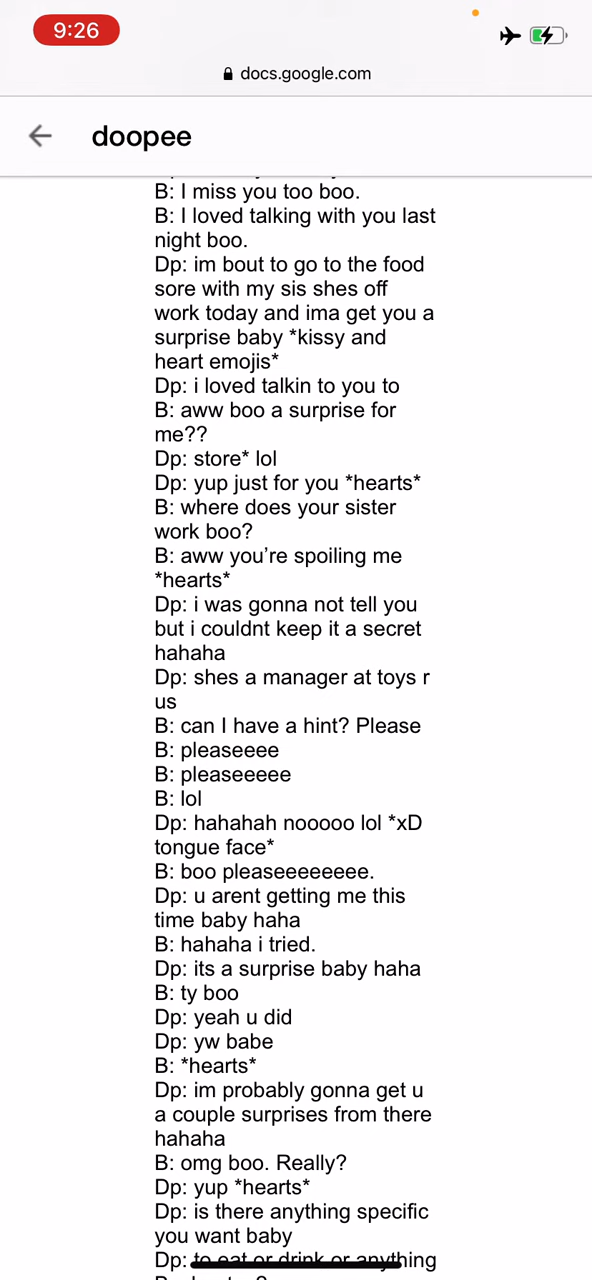 9:26
docs.google.com
doopee
B: I miss you too boo.
B: I loved talking with you last
night boo.
Dp: im bout to go to the food
sore with my sis shes off
work today and ima get you a
surprise baby *kissy and
heart emojis*
Dp: i loved talkin to you to
B: aww boo a surprise for
me??
Dp: store* lol
Dp: yup just for you *hearts*
B: where does your sister
work boo?
B: aww you’re spoiling me
*hearts*
Dp: i was gonna not tell you
but i couldnt keep it a secret
hahaha
Dp: shes a manager at toys r
us
B: can I have a hint? Please
B: pleaseeee
B: pleaseeeee
B: lol
Dp: hahahah nooooo lol *xD
tongue face*
B: boo pleaseeeeeeee.
Dp: u arent getting me this
time baby haha
B: hahaha i tried.
Dp: its a surprise baby haha
B: ty boo
Dp: yeah u did
Dp: yw babe
B: *hearts*
Dp: im probably gonna get u
a couple surprises from there
hahaha
B: omg boo. Really?
Dp: yup *hearts*
Dp: is there anything specific
you want baby
Dp: to eat or drink or anything